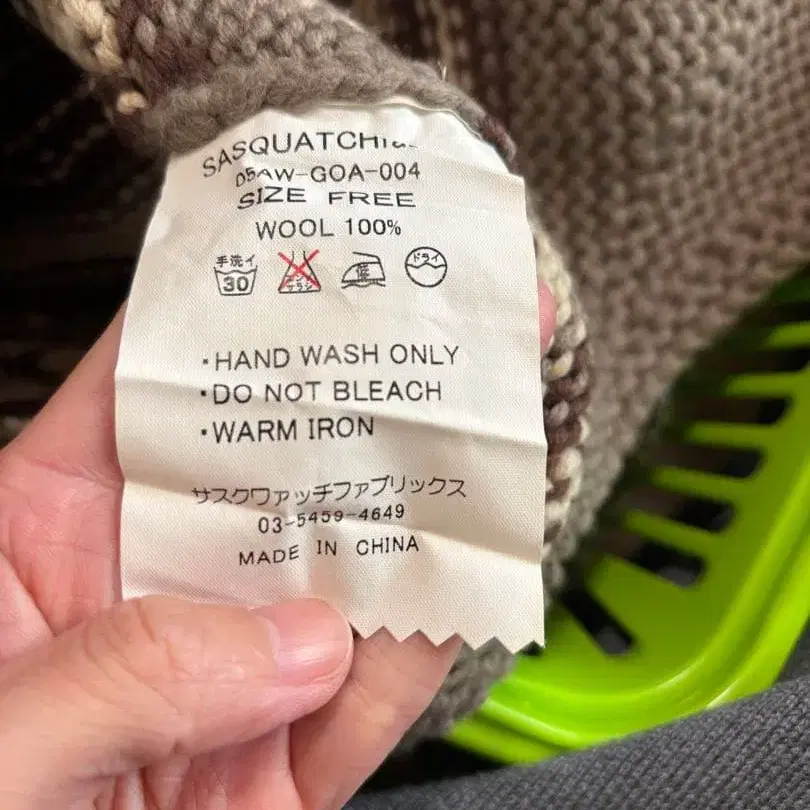 SASQUATCH
05AW-GOA-004
SIZE FREE
WOOL 100%
手洗イ 30 低 ドライ
・HAND WASH ONLY
・DO NOT BLEACH
・WARM IRON
サスクワァッチファブリックス
03-5459-4649
MADE IN CHINA